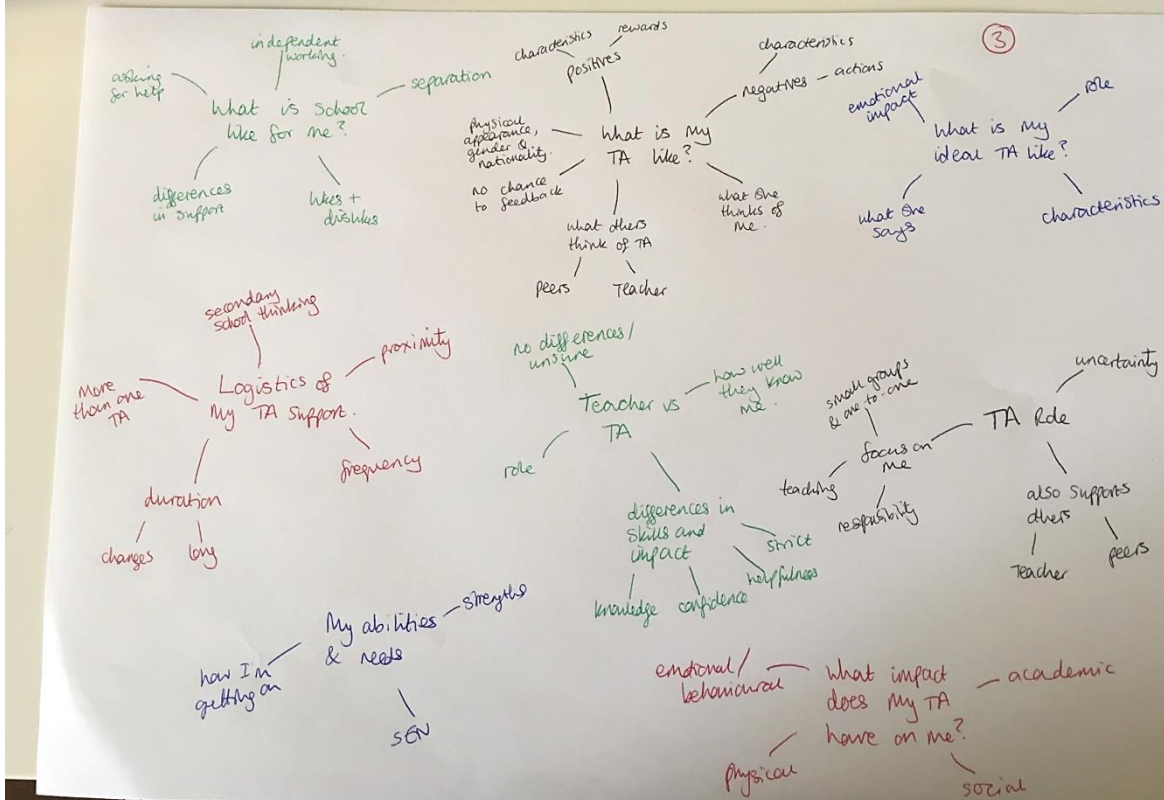 3
independent
working.
asking
for help
separation
What is school
like for me?
differences
in support
likes +
dislikes
characteristics
rewards
positives
characteristics
negatives – actions
physical
appearance,
gender &
nationality.
What is my
TA like?
no chance
to feedback
what she
thinks of
me.
what others
think of TA
peers
Teacher
emotional
impact
role
What is my
ideal TA like?
what she
says
characteristics
secondary
school thinking
proximity
More
than one
TA
Logistics of
My TA Support.
frequency
duration
changes
long
no differences/
unsure
how well
they know
me.
Teacher vs
TA
role
differences in
skills and
impact
strict
helpfulness
knowledge
confidence
uncertainty
small groups
& one to-one
TA Role
focus on
me
teaching
responsibility
also supports
others
Teacher
peers
strengths
My abilities
& needs
how I'm
getting on
SEN
emotional/
behavioural
what impact
does My TA
have on me?
academic
physical
social